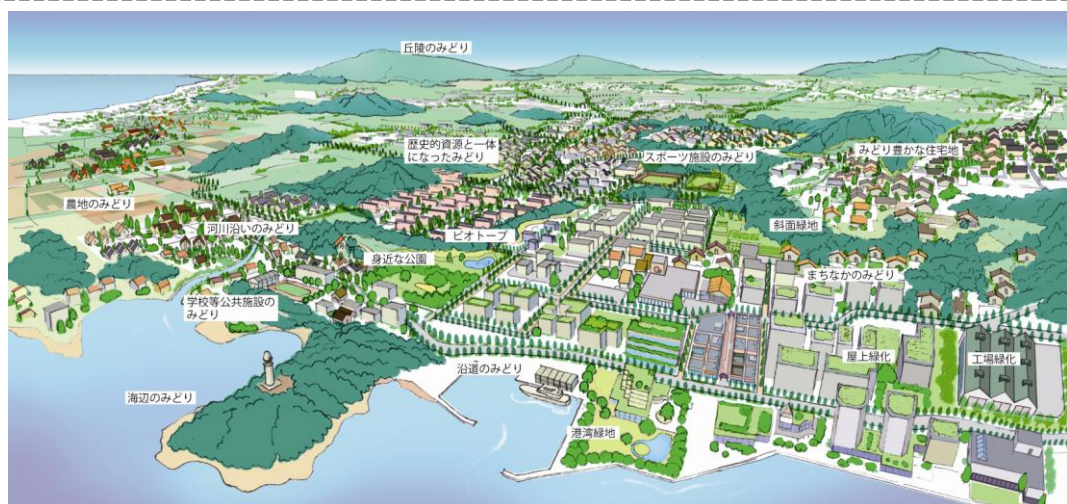 丘陵のみどり
歴史的資源と一体
になったみどり
スポーツ施設のみどり
みどり豊かな住宅地
農地のみどり
河川沿いのみどり
ビオトープ
斜面緑地
身近な公園
まちなかのみどり
学校等公共施設の
みどり
屋上緑化
工場緑化
沿道のみどり
海辺のみどり
港湾緑地